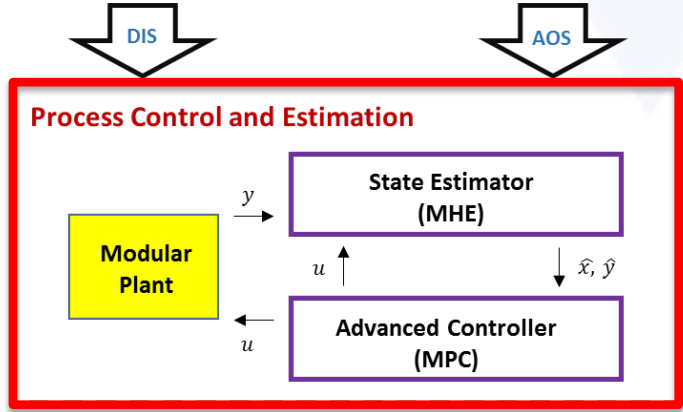 DIS
AOS
Process Control and Estimation
State Estimator
(MHE)
y
Modular
Plant
u
x̂, ŷ
Advanced Controller
(MPC)
u